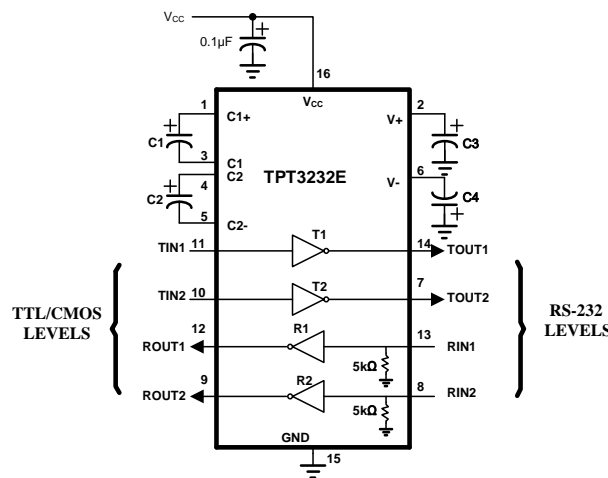 VCC
0.1µF
16
VCC
1
C1+
2
V+
C1
C3
3
C1
C2
4
TPT3232E
6
V-
C2
C4
5
C2-
TIN1
11
T1
14
TOUT1
TIN2
10
T2
7
TOUT2
TTL/CMOS
LEVELS
RS-232
LEVELS
12
ROUT1
R1
13
RIN1
5kΩ
9
ROUT2
R2
8
RIN2
5kΩ
GND
15